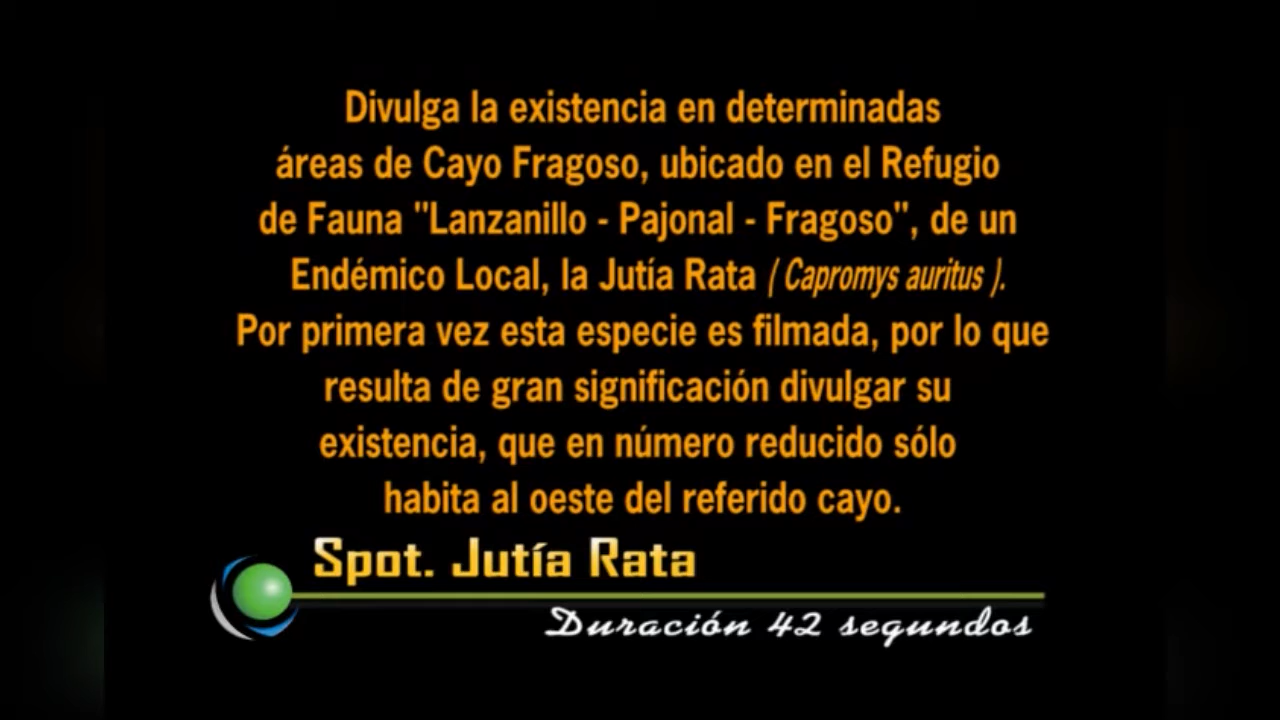 Divulga la existencia en determinadas
áreas de Cayo Fragoso, ubicado en el Refugio
de Fauna "Lanzanillo - Pajonal - Fragoso", de un
Endémico Local, la Jutía Rata ( Capromys auritus ).
Por primera vez esta especie es filmada, por lo que
resulta de gran significación divulgar su
existencia, que en número reducido sólo
habita al oeste del referido cayo.
Spot. Jutía Rata
Duración 42 segundos